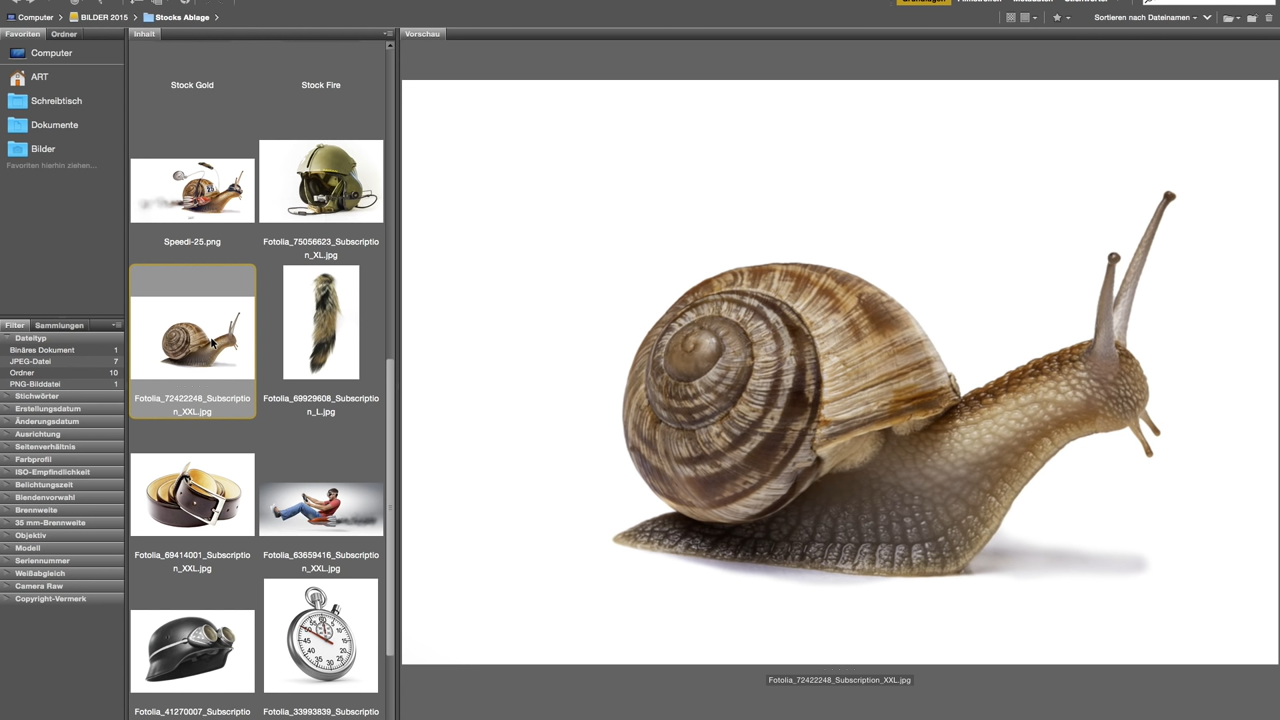 Grundlagen Filmstreifen Metadaten Stichwörter
Computer BILDER 2015 Stocks Ablage
Sortieren nach Dateinamen
Favoriten Ordner
Inhalt
Vorschau
Computer
ART
Schreibtisch
Dokumente
Bilder
Favoriten hierhin ziehen...
Stock Gold
Stock Fire
Speedi-25.png
Fotolia_75056623_Subscriptio
n_XL.jpg
Fotolia_72422248_Subscriptio
n_XXL.jpg
Fotolia_69929608_Subscriptio
n_L.jpg
Fotolia_69414001_Subscriptio
n_XXL.jpg
Fotolia_63659416_Subscriptio
n_XXL.jpg
Fotolia_41270007_Subscriptio
Fotolia_33993839_Subscriptio
Filter Sammlungen
Dateityp
Binäres Dokument 1
JPEG-Datei 7
Ordner 10
PNG-Bilddatei 1
Stichwörter
Erstellungsdatum
Änderungsdatum
Ausrichtung
Seitenverhältnis
Farbprofil
ISO-Empfindlichkeit
Belichtungszeit
Blendenvorwahl
Brennweite
35 mm-Brennweite
Objektiv
Modell
Seriennummer
Weißabgleich
Camera Raw
Copyright-Vermerk
Fotolia_72422248_Subscription_XXL.jpg